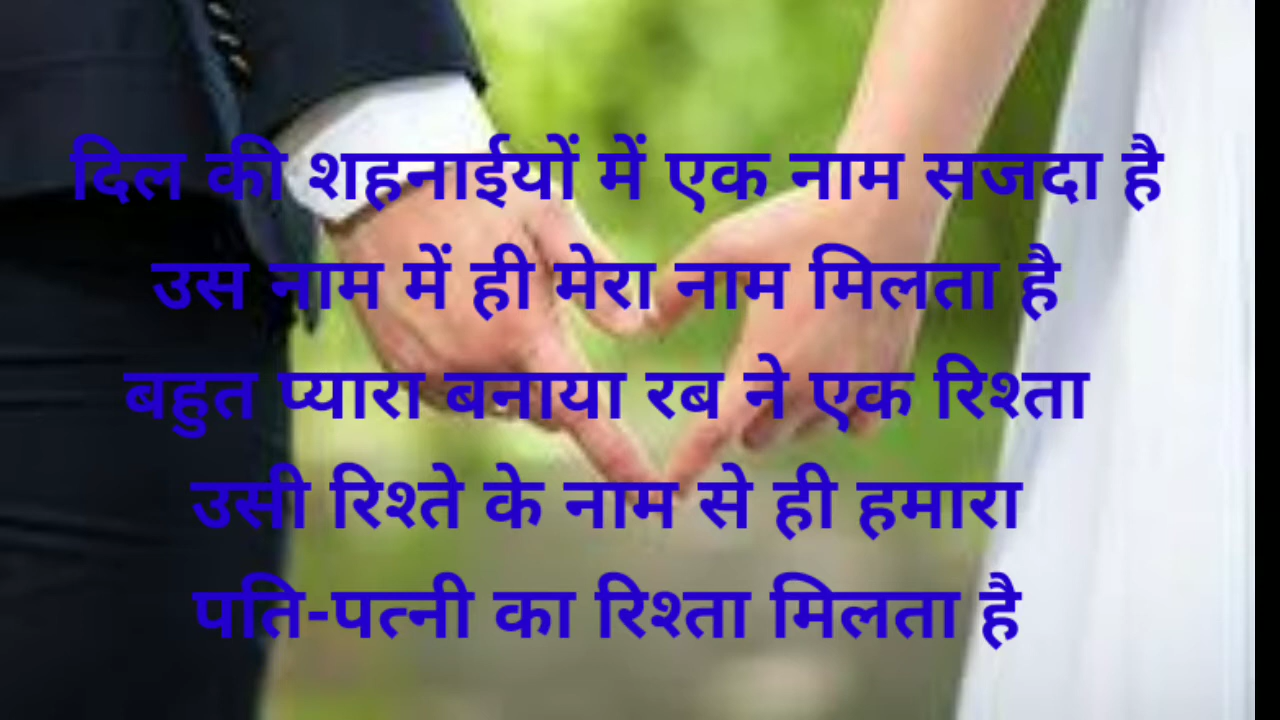 दिल की शहनाईयों में एक नाम सजदा है
उस नाम में ही मेरा नाम मिलता है
बहुत प्यारा बनाया रब ने एक रिश्ता
उसी रिश्ते के नाम से ही हमारा
पति-पत्नी का रिश्ता मिलता है